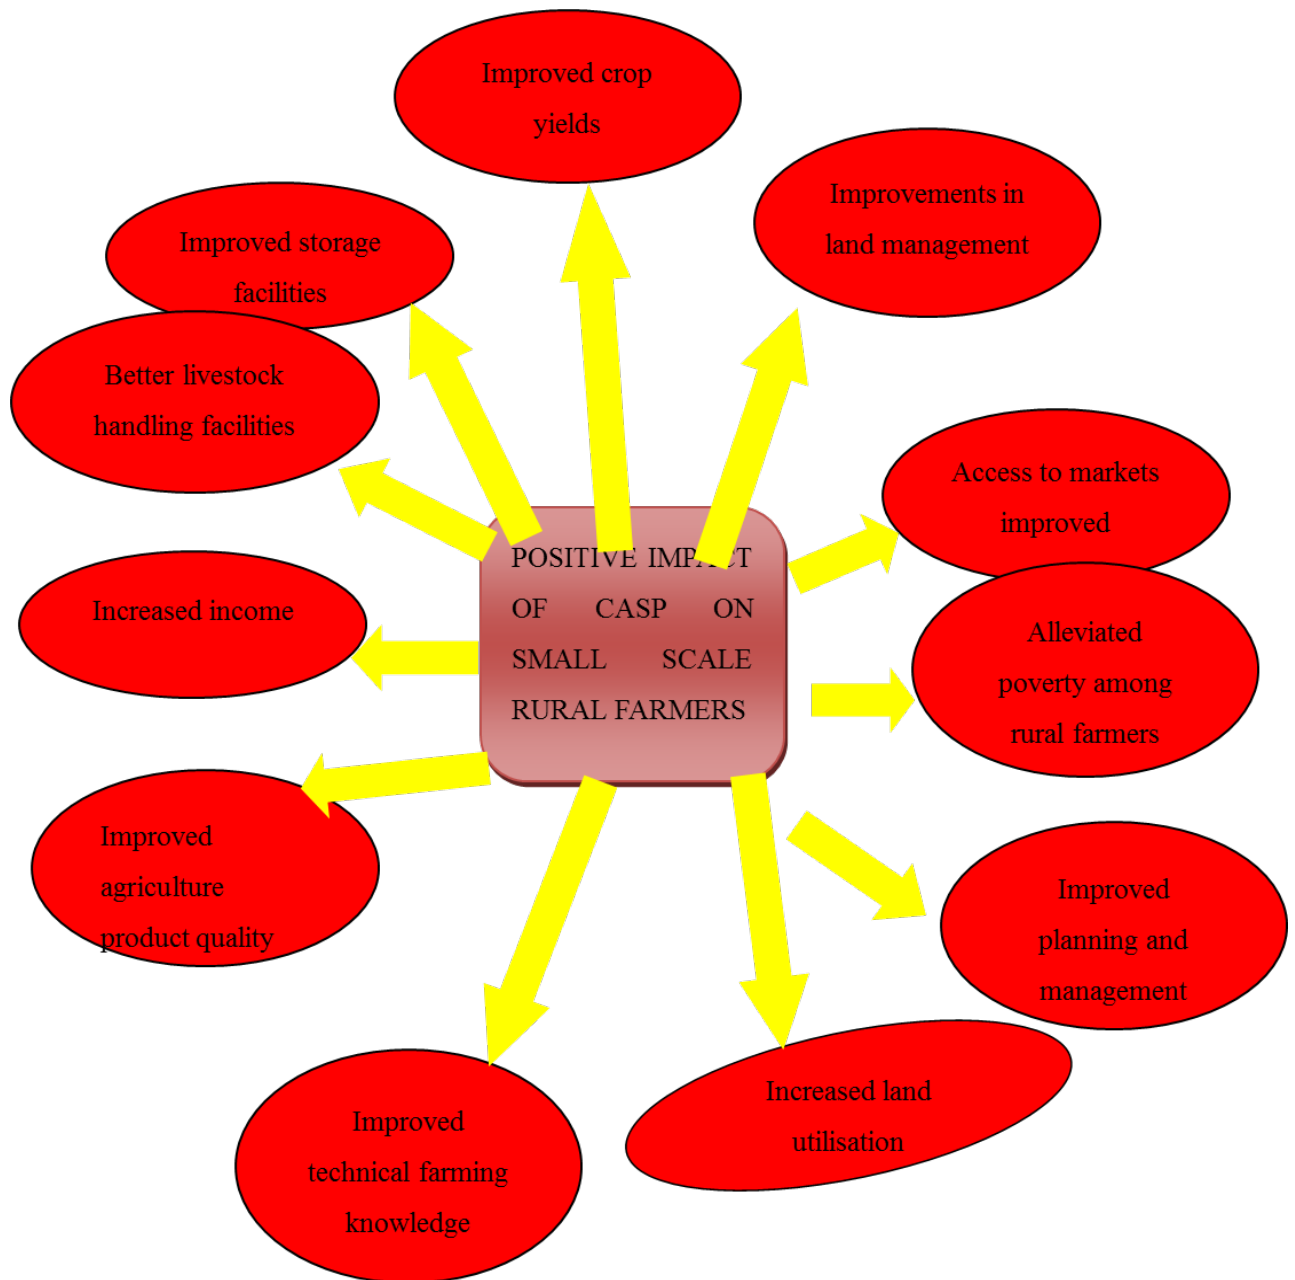 Improved crop
yields
Improvements in
land management
Improved storage
facilities
Better livestock
handling facilities
Access to markets
improved
POSITIVE IMPACT
OF CASP ON
SMALL SCALE
RURAL FARMERS
Increased income
Alleviated
poverty among
rural farmers
Improved
agriculture
product quality
Improved
planning and
management
Increased land
utilisation
Improved
technical farming
knowledge